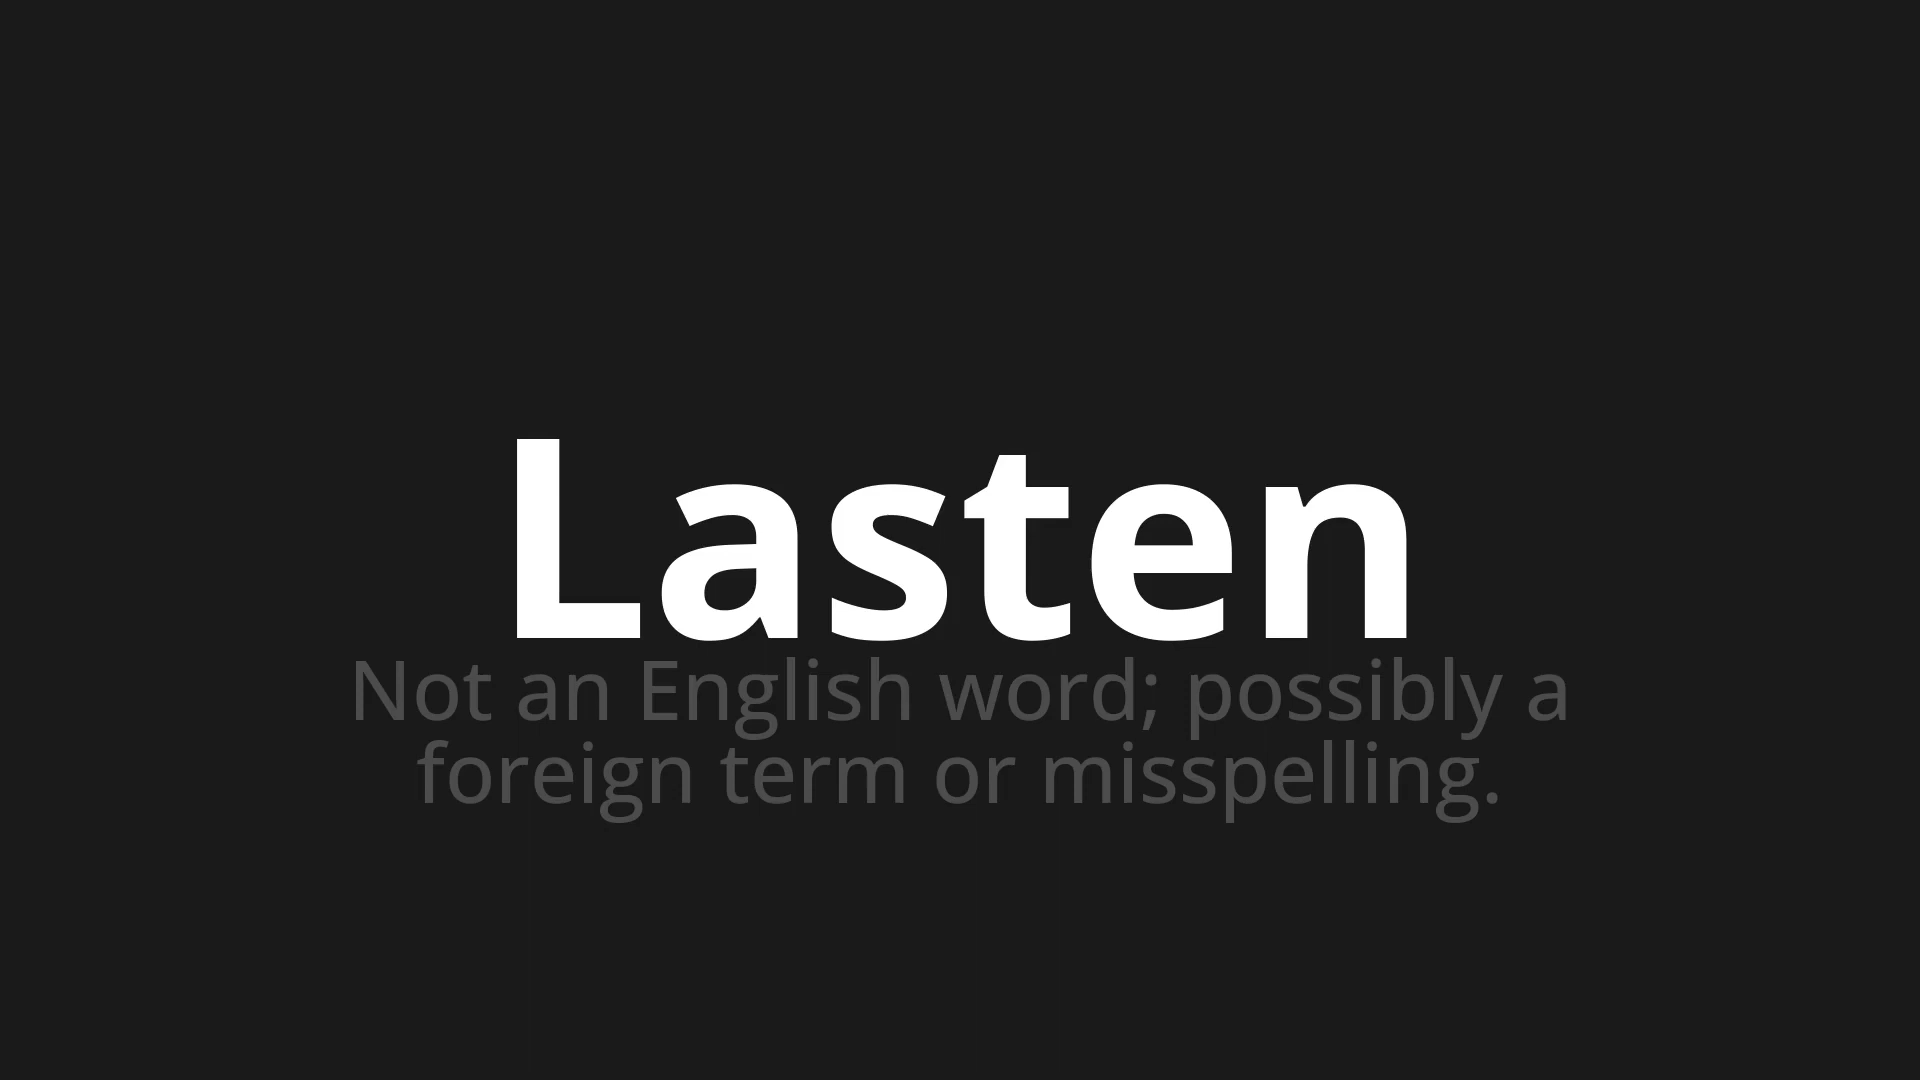 Lasten
Not an English word; possibly a
foreign term or misspelling.